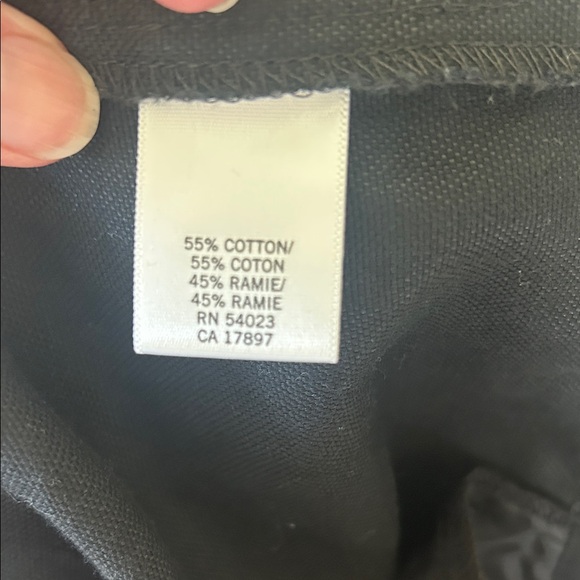 55% COTTON/
55% COTON
45% RAMIE/
45% RAMIE
RN 54023
CA 17897